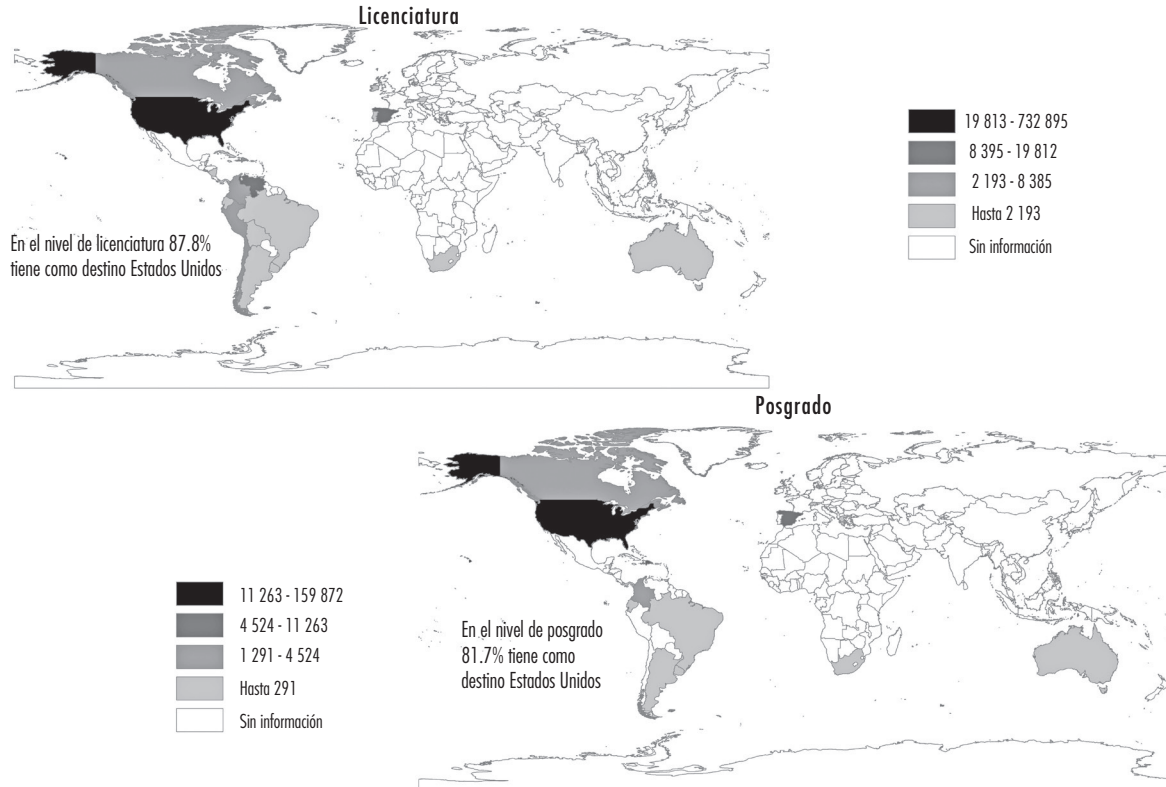 Licenciatura
19 813 - 732 895
8 395 - 19 812
2 193 - 8 385
Hasta 2 193
Sin información
En el nivel de licenciatura 87.8%
tiene como destino Estados Unidos
Posgrado
11 263 - 159 872
4 524 - 11 263
1 291 - 4 524
Hasta 291
Sin información
En el nivel de posgrado
81.7% tiene como
destino Estados Unidos